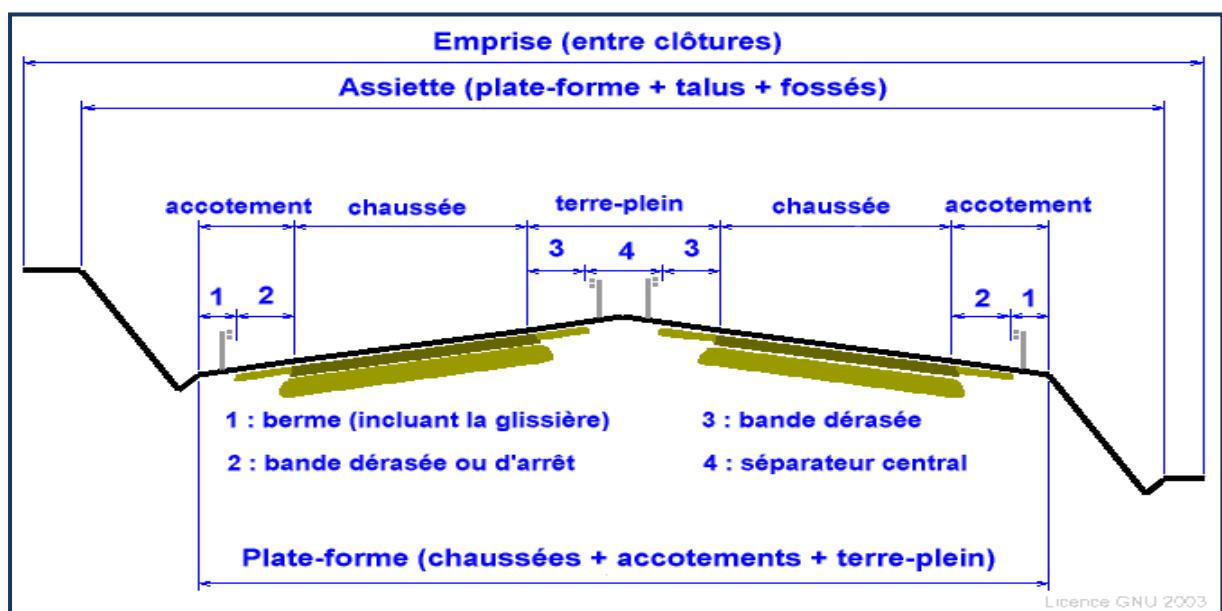 Emprise (entre clôtures)
Assiette (plate-forme + talus + fossés)
accotement chaussée terre-plein chaussée accotement
3 4 3
1 2 2 1
1 : berme (incluant la glissière) 3 : bande dérasée
2 : bande dérasée ou d'arrêt 4 : séparateur central
Plate-forme (chaussées + accotements + terre-plein)
Licence GNU 2003